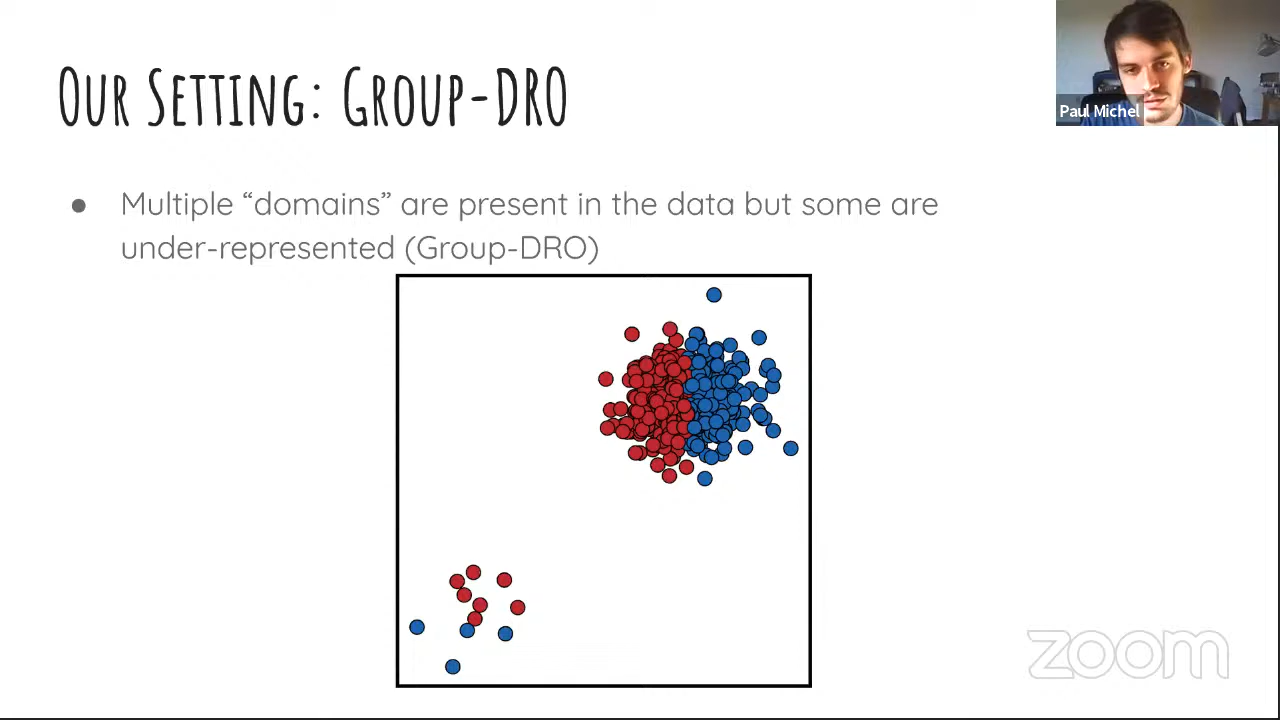 Our Setting: Group-DRO
Paul Michel
● Multiple “domains” are present in the data but some are
under-represented (Group-DRO)
zoom